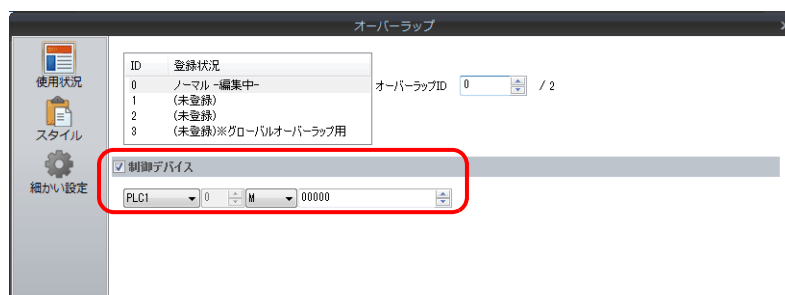 オーバーラップ
使用状況
スタイル
細かい設定
ID 登録状況
0 ノーマル -編集中-
1 (未登録)
2 (未登録)
3 (未登録)※グローバルオーバーラップ用
オーバーラップID 0 / 2
制御デバイス
PLC1 0 M 00000